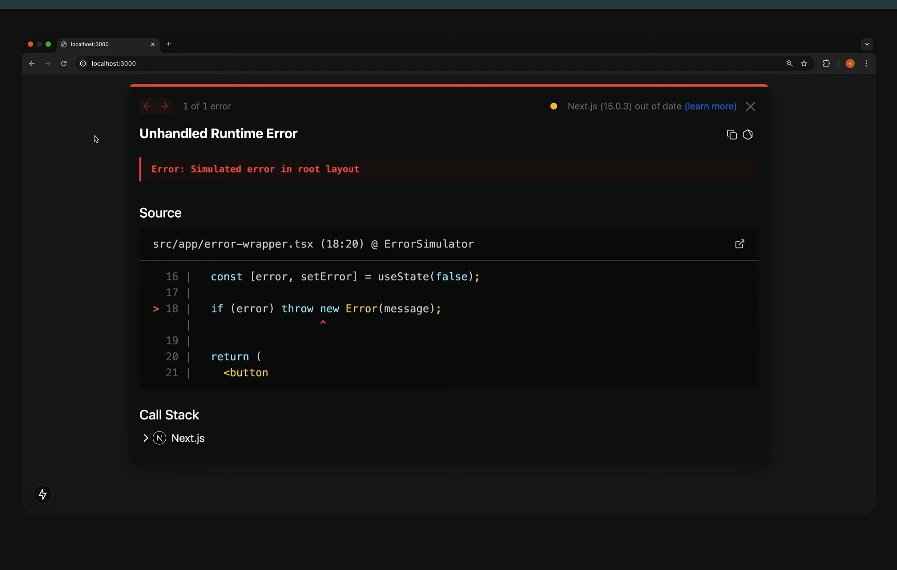 localhost:3000
localhost:3000
1 of 1 error
Next.js (15.0.3) out of date (learn more)
Unhandled Runtime Error
Error: Simulated error in root layout
Source
src/app/error-wrapper.tsx (18:20) @ ErrorSimulator
16 | const [error, setError] = useState(false);
17 |
> 18 | if (error) throw new Error(message);
| ^
19 |
20 | return (
21 | <button
Call Stack
N Next.js